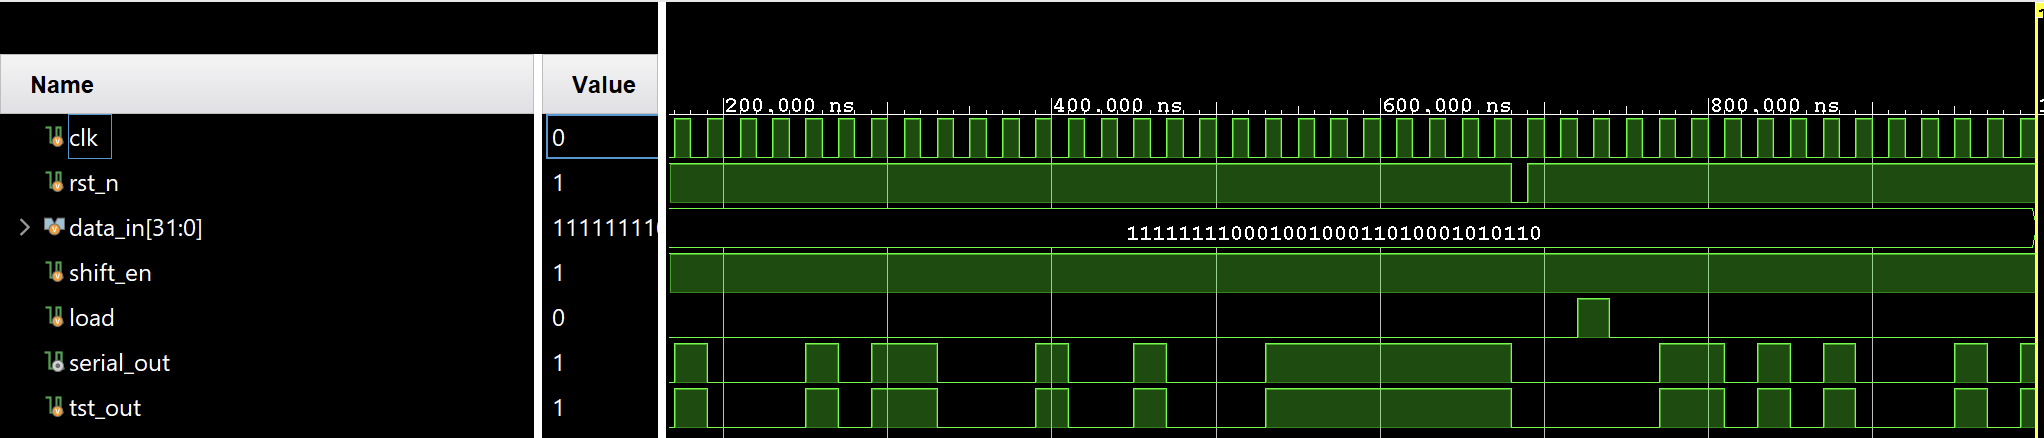 Name Value
200.000 ns 400.000 ns 600.000 ns 800.000 ns
clk 0
rst_n 1
data_in[31:0] 111111110 11111111000100100011010001010110
shift_en 1
load 0
serial_out 1
tst_out 1